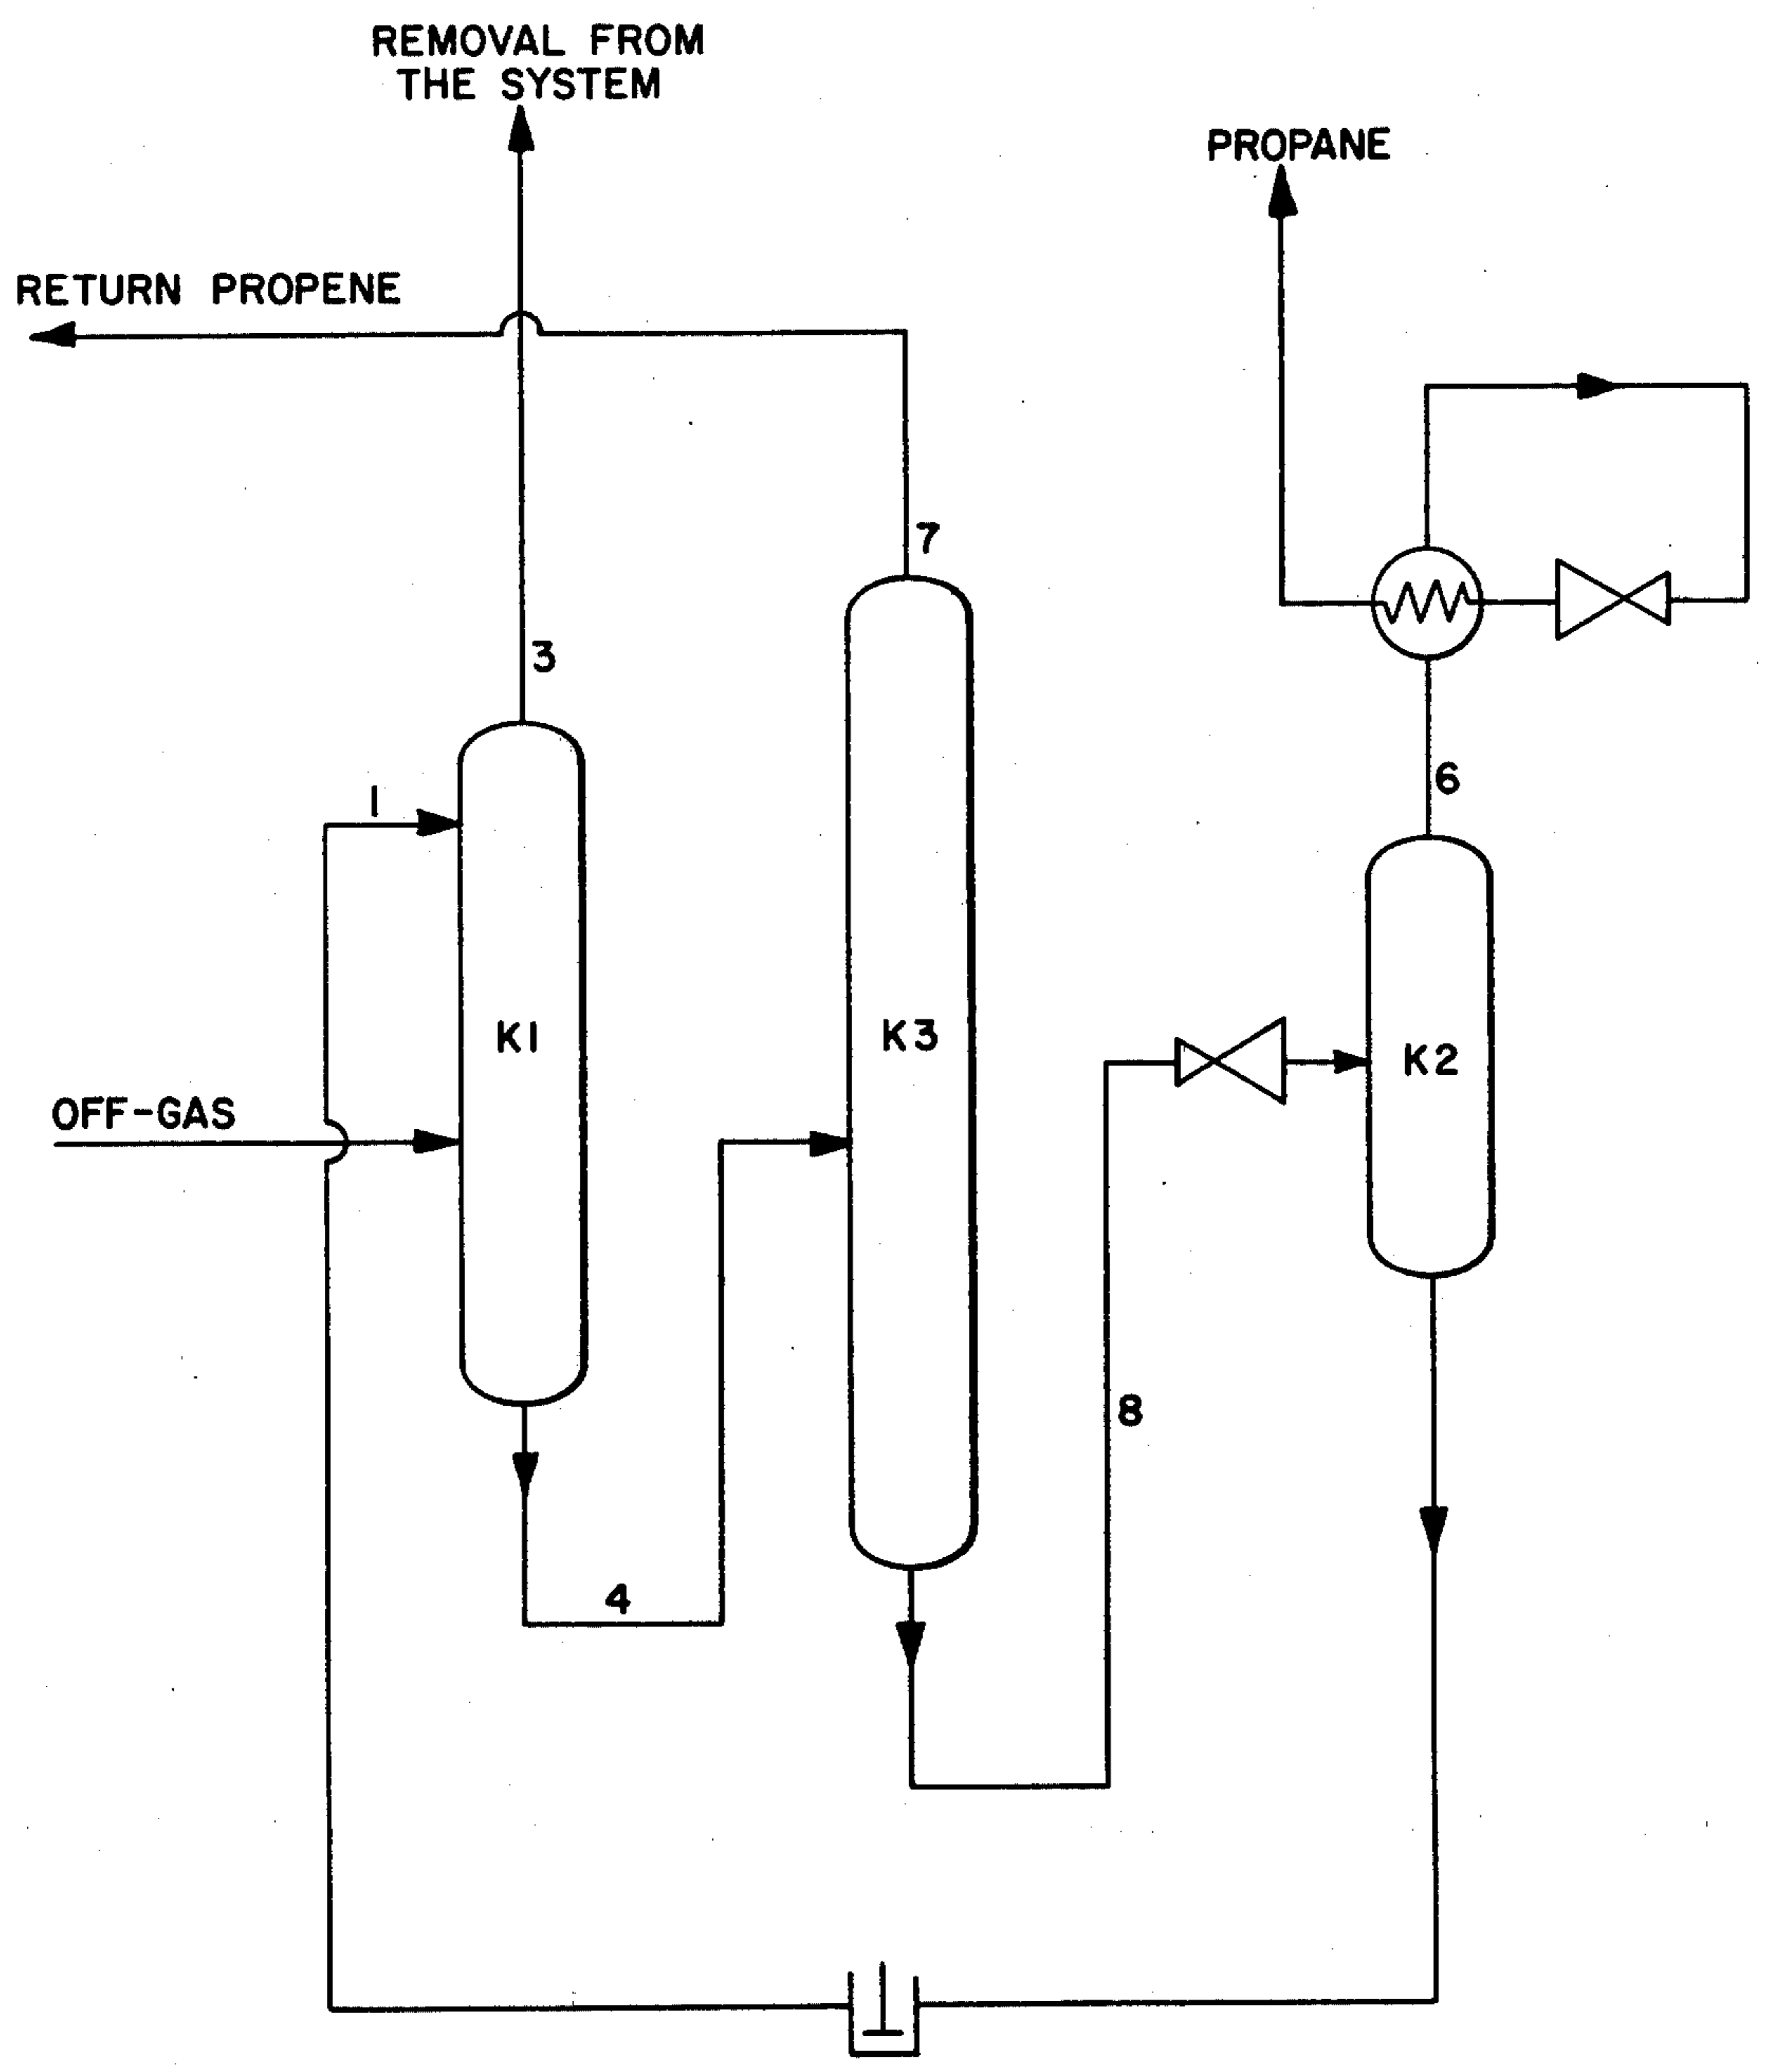 REMOVAL FROM
THE SYSTEM
PROPANE
RETURN PROPENE
7
3
6
1
K1
K3
K2
OFF-GAS
8
4